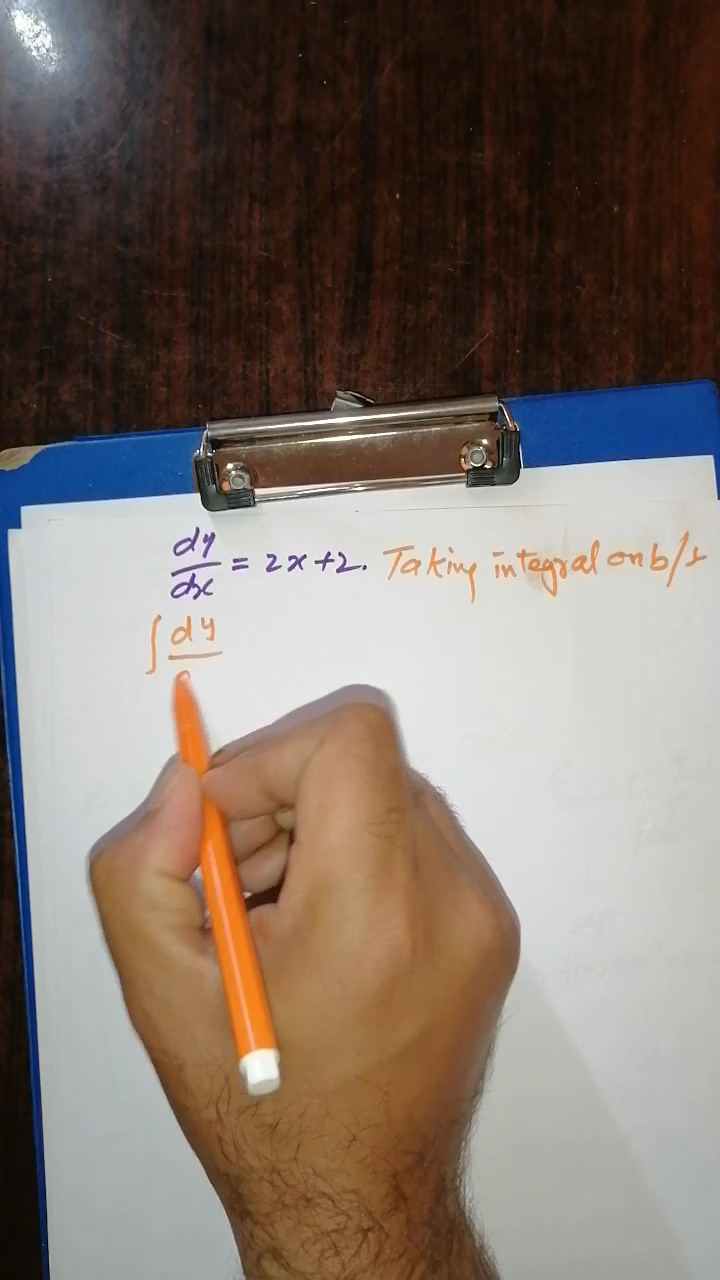 dy/dx = 2x+2. Taking integral on b/s
∫ dy/